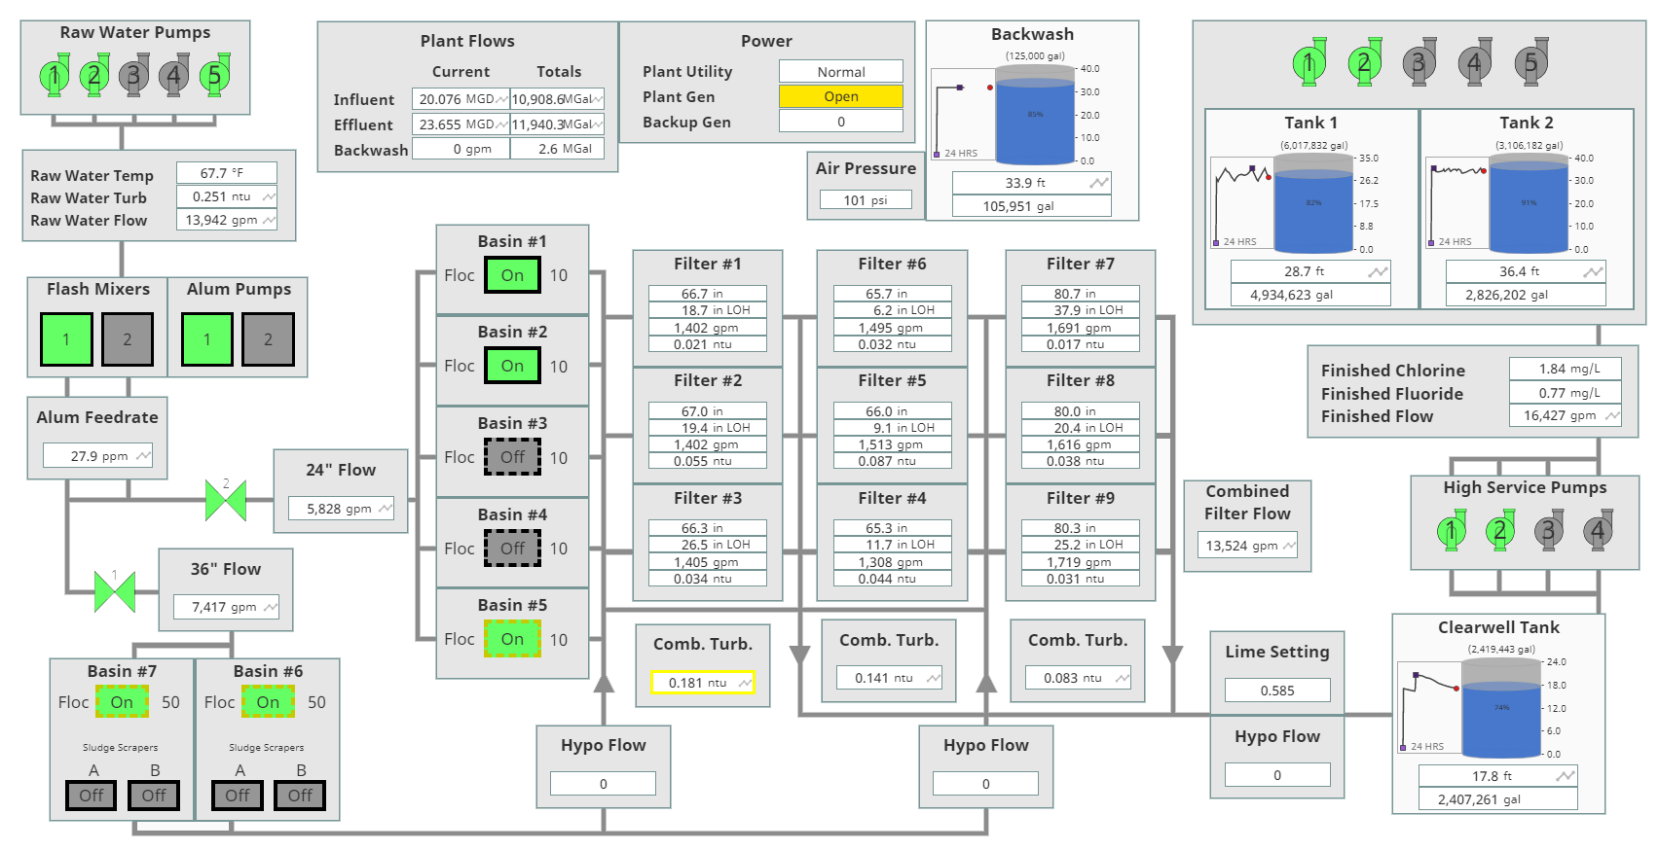 Raw Water Pumps
1 2 3 4 5
Raw Water Temp 67.7 °F
Raw Water Turb 0.251 ntu
Raw Water Flow 13,942 gpm
Flash Mixers
1 2
Alum Pumps
1 2
Alum Feedrate
27.9 ppm
2
24" Flow
5,828 gpm
1
36" Flow
7,417 gpm
Basin #7
Floc On 50
Sludge Scrapers
A B
Off Off
Basin #6
Floc On 50
Sludge Scrapers
A B
Off Off
Plant Flows
Current Totals
Influent 20.076 MGD 10,908.6MGal
Effluent 23.655 MGD 11,940.3MGal
Backwash 0 gpm 2.6 MGal
Power
Plant Utility Normal
Plant Gen Open
Backup Gen 0
Air Pressure
101 psi
Backwash
(125,000 gal)
40.0
30.0
20.0
10.0
0.0
85%
24 HRS
33.9 ft
105,951 gal
Basin #1
Floc On 10
Basin #2
Floc On 10
Basin #3
Floc Off 10
Basin #4
Floc Off 10
Basin #5
Floc On 10
Filter #1
66.7 in
18.7 in LOH
1,402 gpm
0.021 ntu
Filter #2
67.0 in
19.4 in LOH
1,402 gpm
0.055 ntu
Filter #3
66.3 in
26.5 in LOH
1,405 gpm
0.034 ntu
Filter #6
65.7 in
6.2 in LOH
1,495 gpm
0.032 ntu
Filter #5
66.0 in
9.1 in LOH
1,513 gpm
0.087 ntu
Filter #4
65.3 in
11.7 in LOH
1,308 gpm
0.044 ntu
Filter #7
80.7 in
37.9 in LOH
1,691 gpm
0.017 ntu
Filter #8
80.0 in
20.4 in LOH
1,616 gpm
0.038 ntu
Filter #9
80.3 in
25.2 in LOH
1,719 gpm
0.031 ntu
Comb. Turb.
0.181 ntu
Comb. Turb.
0.141 ntu
Comb. Turb.
0.083 ntu
Hypo Flow
0
Hypo Flow
0
Combined
Filter Flow
13,524 gpm
Lime Setting
0.585
Hypo Flow
0
1 2 3 4 5
Tank 1
(6,017,832 gal)
35.0
26.2
17.5
8.8
0.0
82%
24 HRS
28.7 ft
4,934,623 gal
Tank 2
(3,106,182 gal)
40.0
30.0
20.0
10.0
0.0
91%
24 HRS
36.4 ft
2,826,202 gal
Finished Chlorine 1.84 mg/L
Finished Fluoride 0.77 mg/L
Finished Flow 16,427 gpm
High Service Pumps
1 2 3 4
Clearwell Tank
(2,419,443 gal)
24.0
18.0
12.0
6.0
0.0
74%
24 HRS
17.8 ft
2,407,261 gal